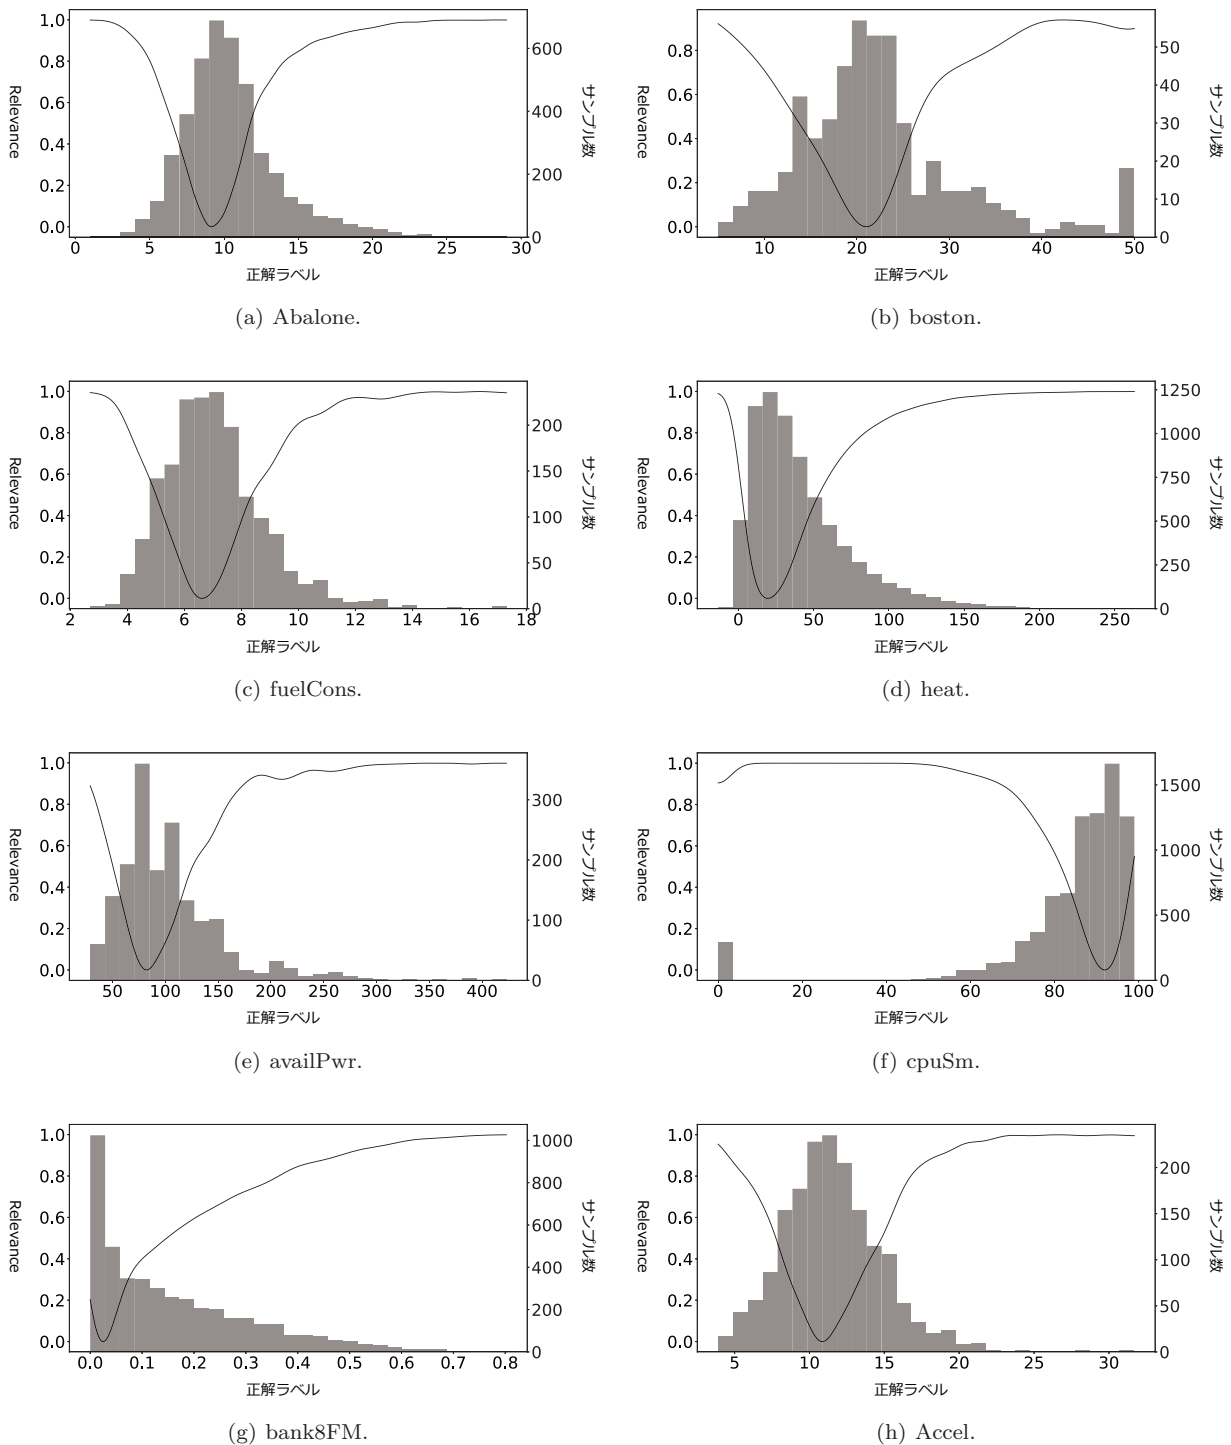 1.0
0.8
0.6
0.4
0.2
0.0
Relevance
600
400
200
0
サンプル数
0 5 10 15 20 25 30
正解ラベル
(a) Abalone.
0.8
0.6
0.4
0.2
0.0
Relevance
50
40
30
20
10
0
サンプル数
10 20 30 40 50
正解ラベル
(b) boston.
1.0
0.8
0.6
0.4
0.2
0.0
Relevance
200
150
100
50
0
サンプル数
2 4 6 8 10 12 14 16 18
正解ラベル
(c) fuelCons.
1.0
0.8
0.6
0.4
0.2
0.0
Relevance
1250
1000
750
500
250
0
サンプル数
0 50 100 150 200 250
正解ラベル
(d) heat.
1.0
0.8
0.6
0.4
0.2
0.0
Relevance
300
200
100
0
サンプル数
50 100 150 200 250 300 350 400
正解ラベル
(e) availPwr.
1.0
0.8
0.6
0.4
0.2
0.0
Relevance
1500
1000
500
0
サンプル数
0 20 40 60 80 100
正解ラベル
(f) cpuSm.
1.0
0.8
0.6
0.4
0.2
0.0
Relevance
1000
800
600
400
200
0
サンプル数
0.0 0.1 0.2 0.3 0.4 0.5 0.6 0.7 0.8
正解ラベル
(g) bank8FM.
1.0
0.8
0.6
0.4
0.2
0.0
Relevance
200
150
100
50
0
サンプル数
5 10 15 20 25 30
正解ラベル
(h) Accel.